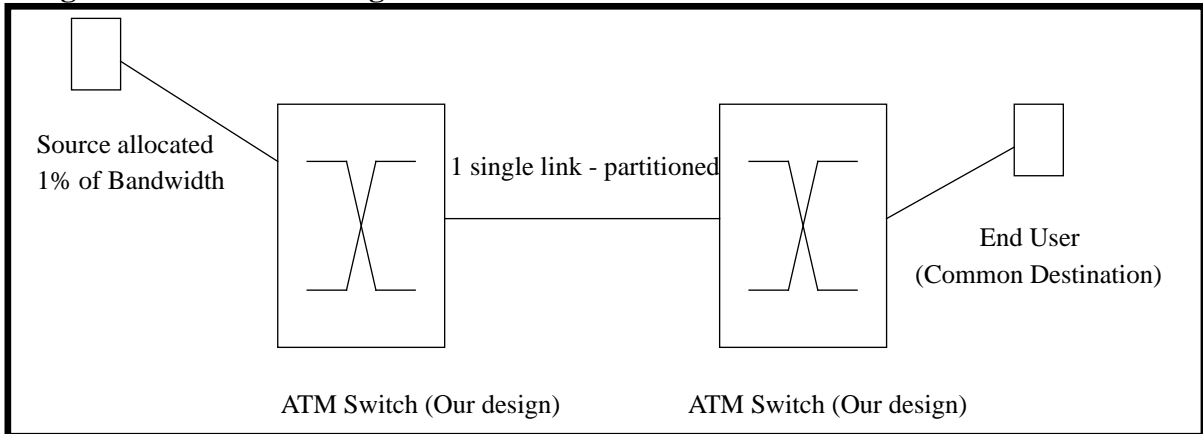 Source allocated
1% of Bandwidth
1 single link - partitioned
End User
(Common Destination)
ATM Switch (Our design)
ATM Switch (Our design)